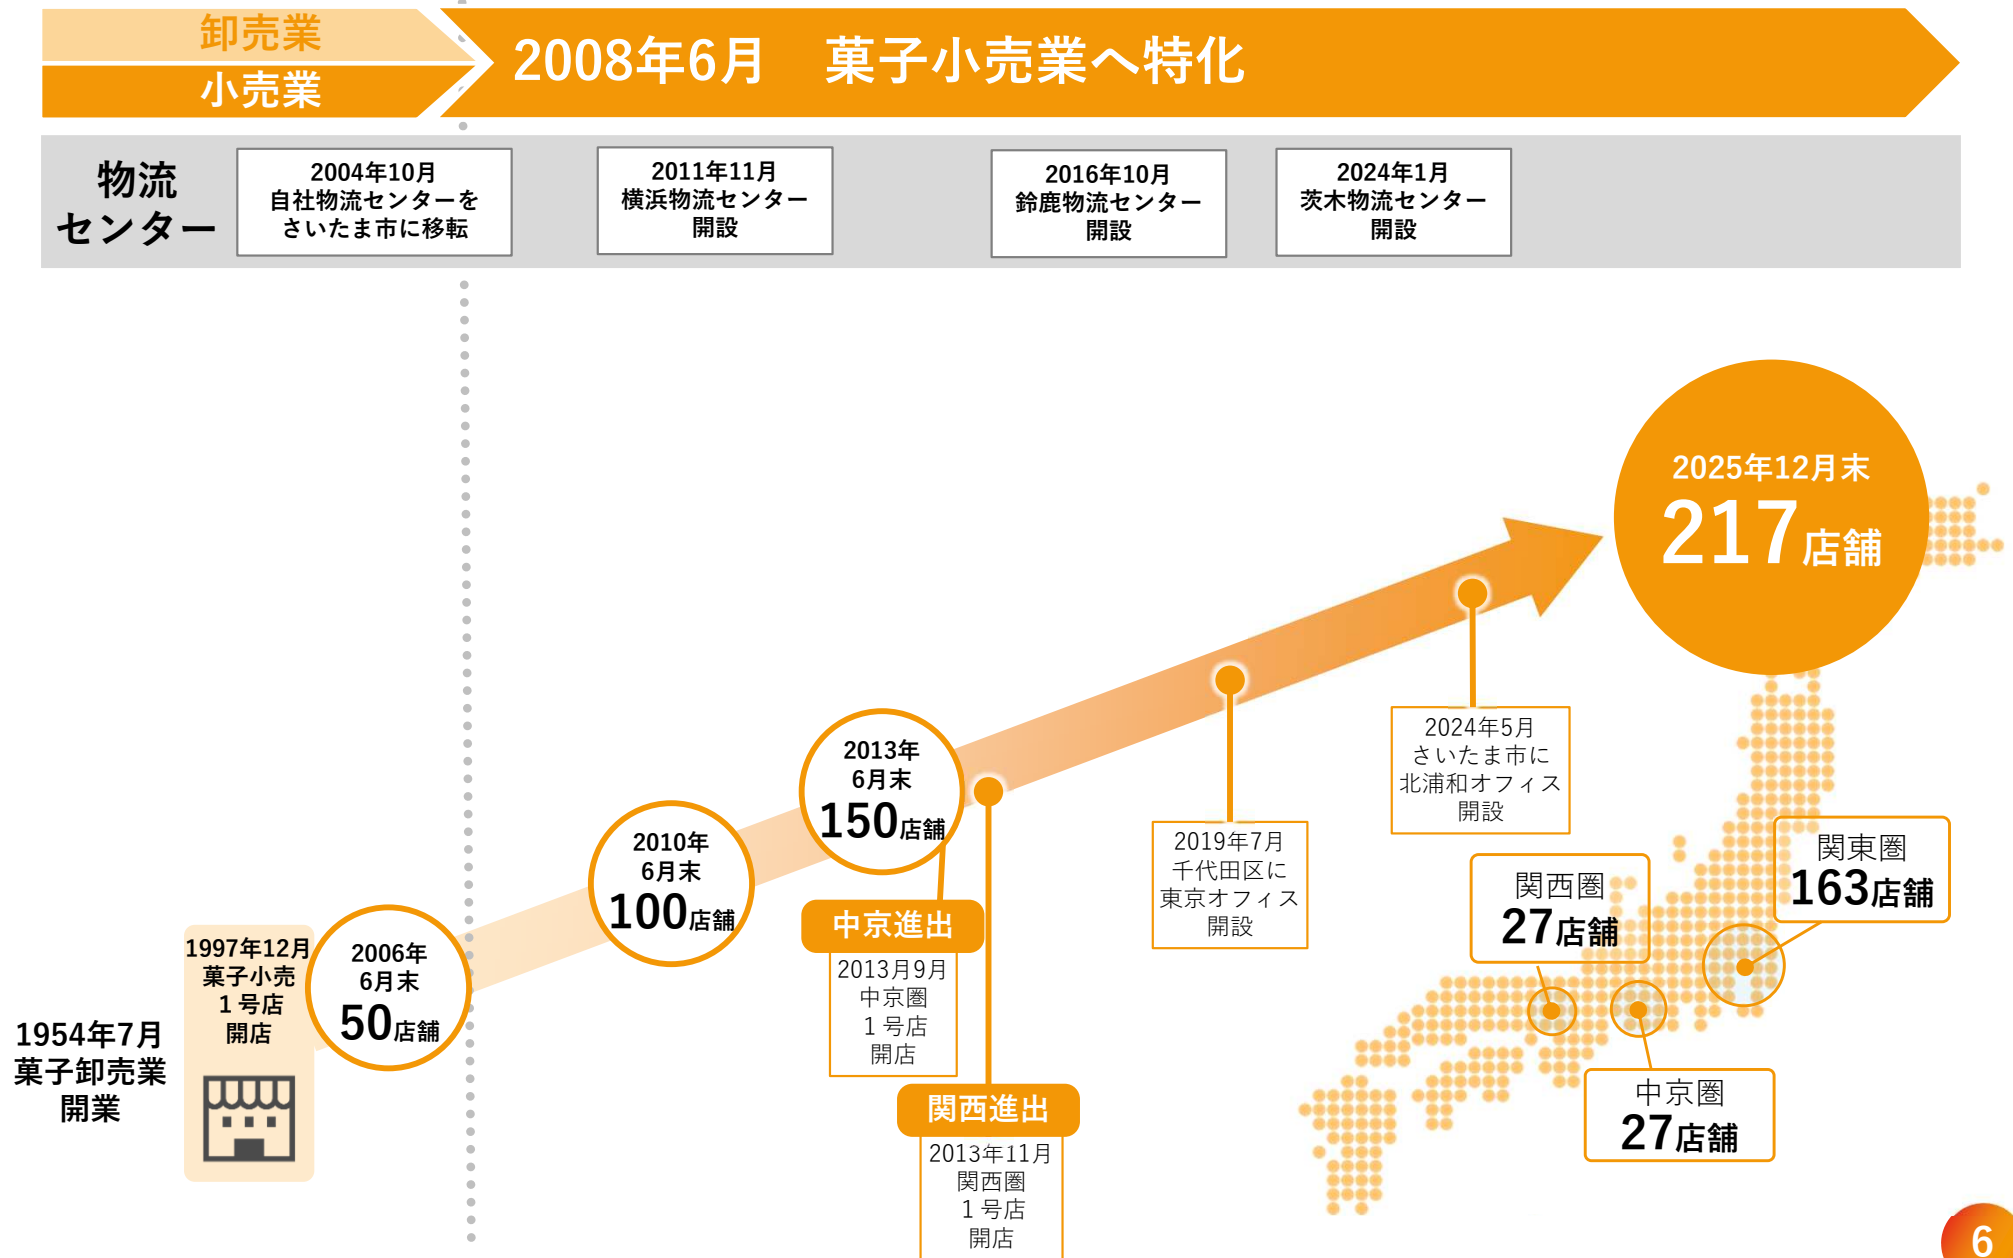 卸売業
小売業
2008年6月　菓子小売業へ特化
物流
センター
2004年10月
自社物流センターを
さいたま市に移転
2011年11月
横浜物流センター
開設
2016年10月
鈴鹿物流センター
開設
2024年1月
茨木物流センター
開設
1954年7月
菓子卸売業
開業
1997年12月
菓子小売
１号店
開店
2006年
6月末
50店舗
2010年
6月末
100店舗
2013年
6月末
150店舗
中京進出
2013月9月
中京圏
１号店
開店
関西進出
2013年11月
関西圏
１号店
開店
2019年7月
千代田区に
東京オフィス
開設
2024年5月
さいたま市に
北浦和オフィス
開設
2025年12月末
217店舗
関東圏
163店舗
関西圏
27店舗
中京圏
27店舗
6